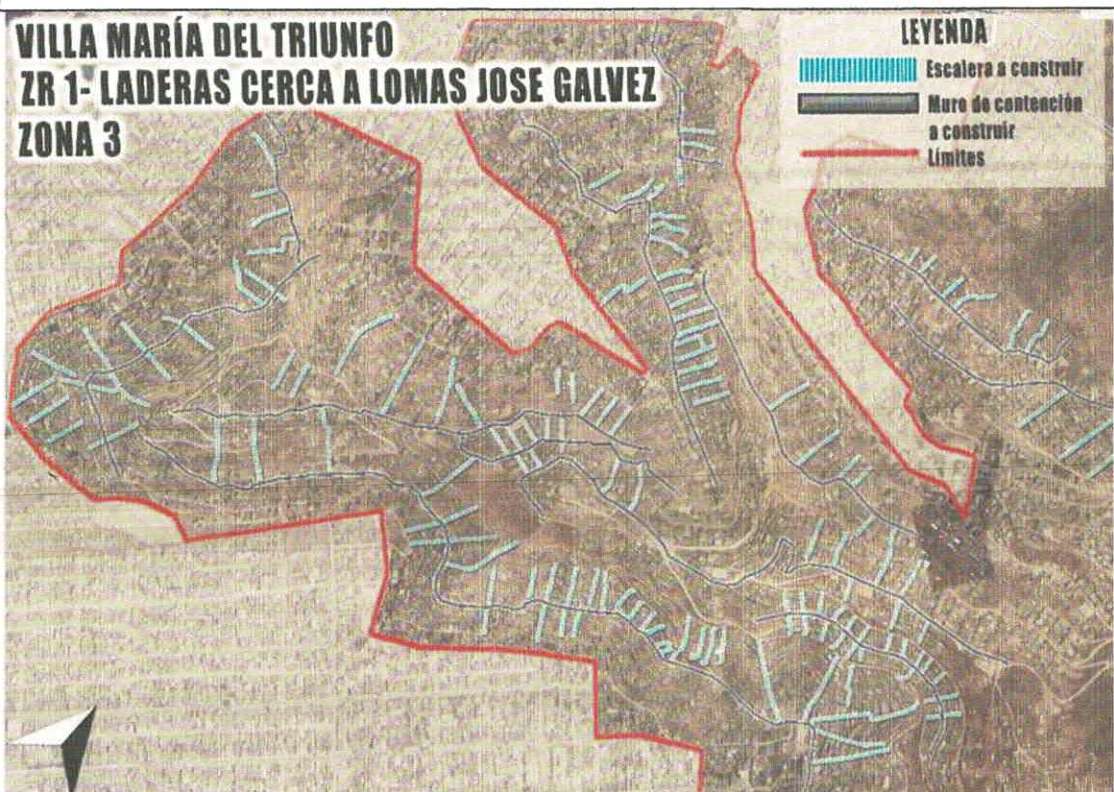 VILLA MARÍA DEL TRIUNFO
ZR 1- LADERAS CERCA A LOMAS JOSE GALVEZ
ZONA 3
LEYENDA
Escalera a construir
Muro de contención
a construir
Límites